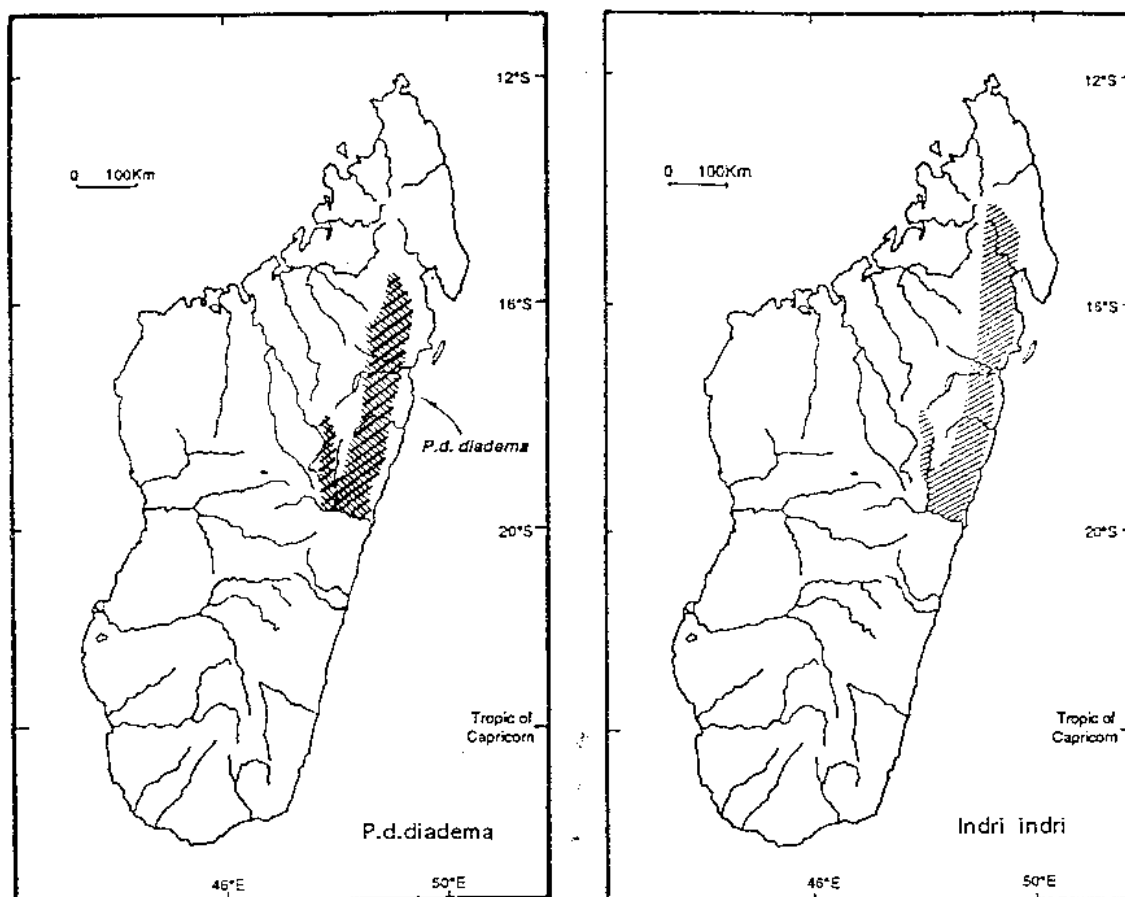 12°S
0 100Km
16°S
P.d. diadema
20°S
Tropic of
Capricorn
P.d.diadema
46°E
50°E
12°S
0 100Km
16°S
20°S
Tropic of
Capricorn
Indri indri
46°E
50°E